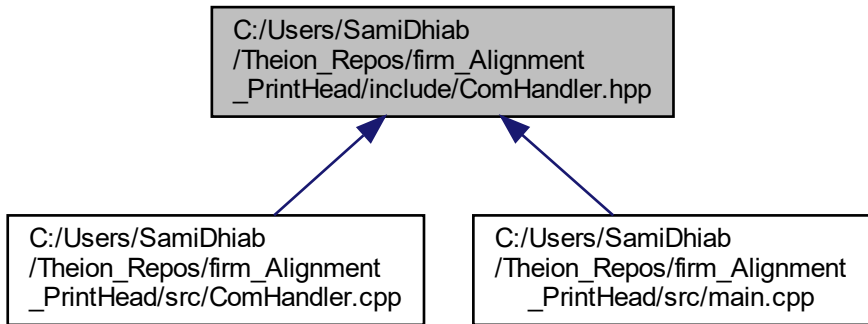 C:/Users/SamiDhiab
/Theion_Repos/firm_Alignment
_PrintHead/include/ComHandler.hpp
C:/Users/SamiDhiab
/Theion_Repos/firm_Alignment
_PrintHead/src/ComHandler.cpp
C:/Users/SamiDhiab
/Theion_Repos/firm_Alignment
_PrintHead/src/main.cpp